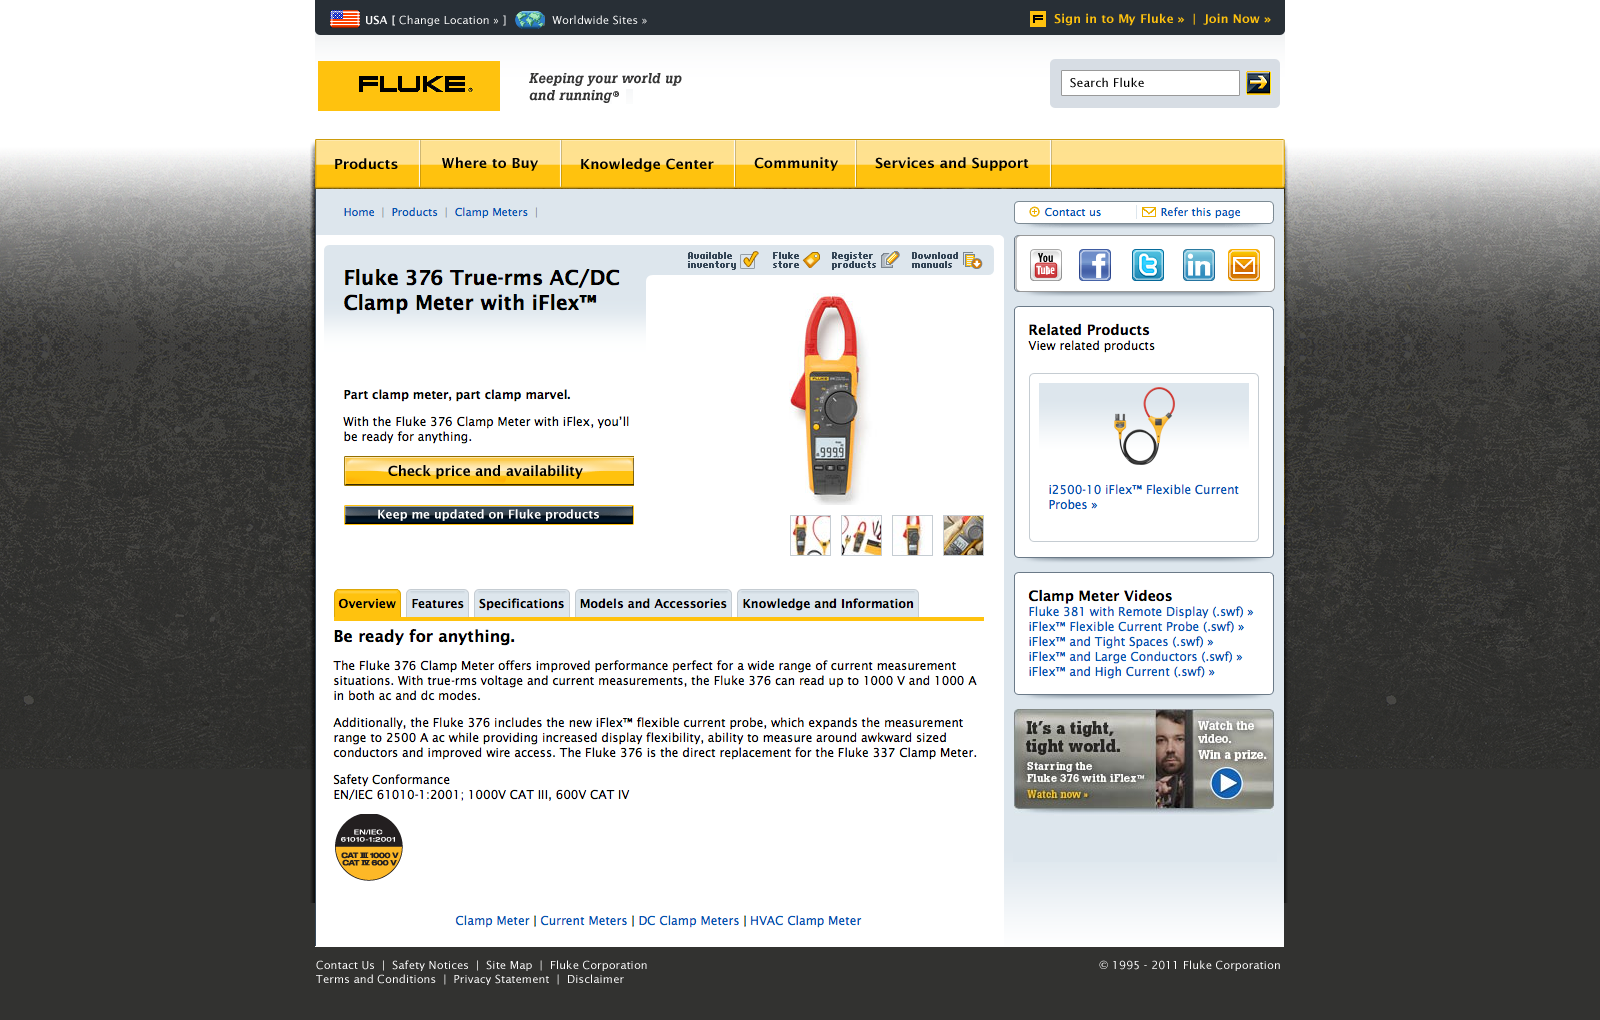 USA [ Change Location » ] Worldwide Sites »
F Sign in to My Fluke » | Join Now »
FLUKE®
Keeping your world up
and running®
Search Fluke
Products Where to Buy Knowledge Center Community Services and Support
Home | Products | Clamp Meters |
Contact us Refer this page
Available
inventory
Fluke
store
Register
products
Download
manuals
You
Tube
f
t
in
Fluke 376 True-rms AC/DC
Clamp Meter with iFlex™
Part clamp meter, part clamp marvel.
With the Fluke 376 Clamp Meter with iFlex, you'll
be ready for anything.
Check price and availability
Keep me updated on Fluke products
FLUKE
999.9
Related Products
View related products
i2500-10 iFlex™ Flexible Current
Probes »
Overview Features Specifications Models and Accessories Knowledge and Information
Be ready for anything.
The Fluke 376 Clamp Meter offers improved performance perfect for a wide range of current measurement
situations. With true-rms voltage and current measurements, the Fluke 376 can read up to 1000 V and 1000 A
in both ac and dc modes.
Additionally, the Fluke 376 includes the new iFlex™ flexible current probe, which expands the measurement
range to 2500 A ac while providing increased display flexibility, ability to measure around awkward sized
conductors and improved wire access. The Fluke 376 is the direct replacement for the Fluke 337 Clamp Meter.
Safety Conformance
EN/IEC 61010-1:2001; 1000V CAT III, 600V CAT IV
EN/IEC
61010-1:2001
CAT III 1000 V
CAT IV 600 V
Clamp Meter Videos
Fluke 381 with Remote Display (.swf) »
iFlex™ Flexible Current Probe (.swf) »
iFlex™ and Tight Spaces (.swf) »
iFlex™ and Large Conductors (.swf) »
iFlex™ and High Current (.swf) »
It's a tight,
tight world.
Starring the
Fluke 376 with iFlex™
Watch now »
Watch the
video.
Win a prize.
Clamp Meter | Current Meters | DC Clamp Meters | HVAC Clamp Meter
Contact Us | Safety Notices | Site Map | Fluke Corporation
Terms and Conditions | Privacy Statement | Disclaimer
© 1995 - 2011 Fluke Corporation